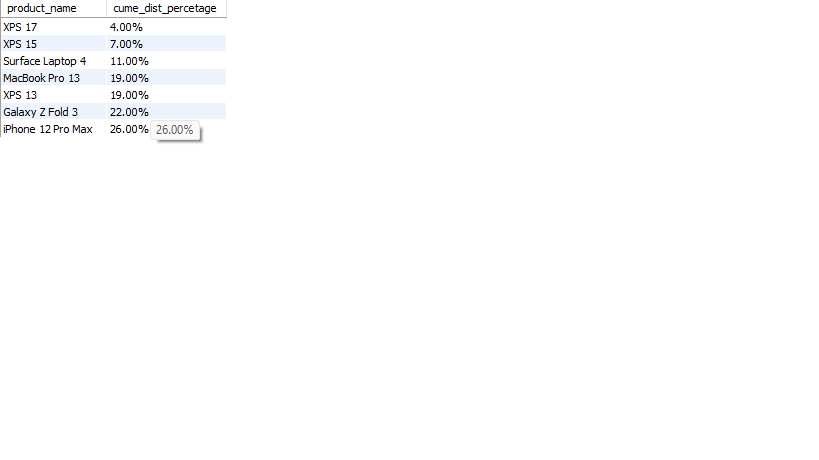 product_name cume_dist_percetage
XPS 17 4.00%
XPS 15 7.00%
Surface Laptop 4 11.00%
MacBook Pro 13 19.00%
XPS 13 19.00%
Galaxy Z Fold 3 22.00%
iPhone 12 Pro Max 26.00% 26.00%